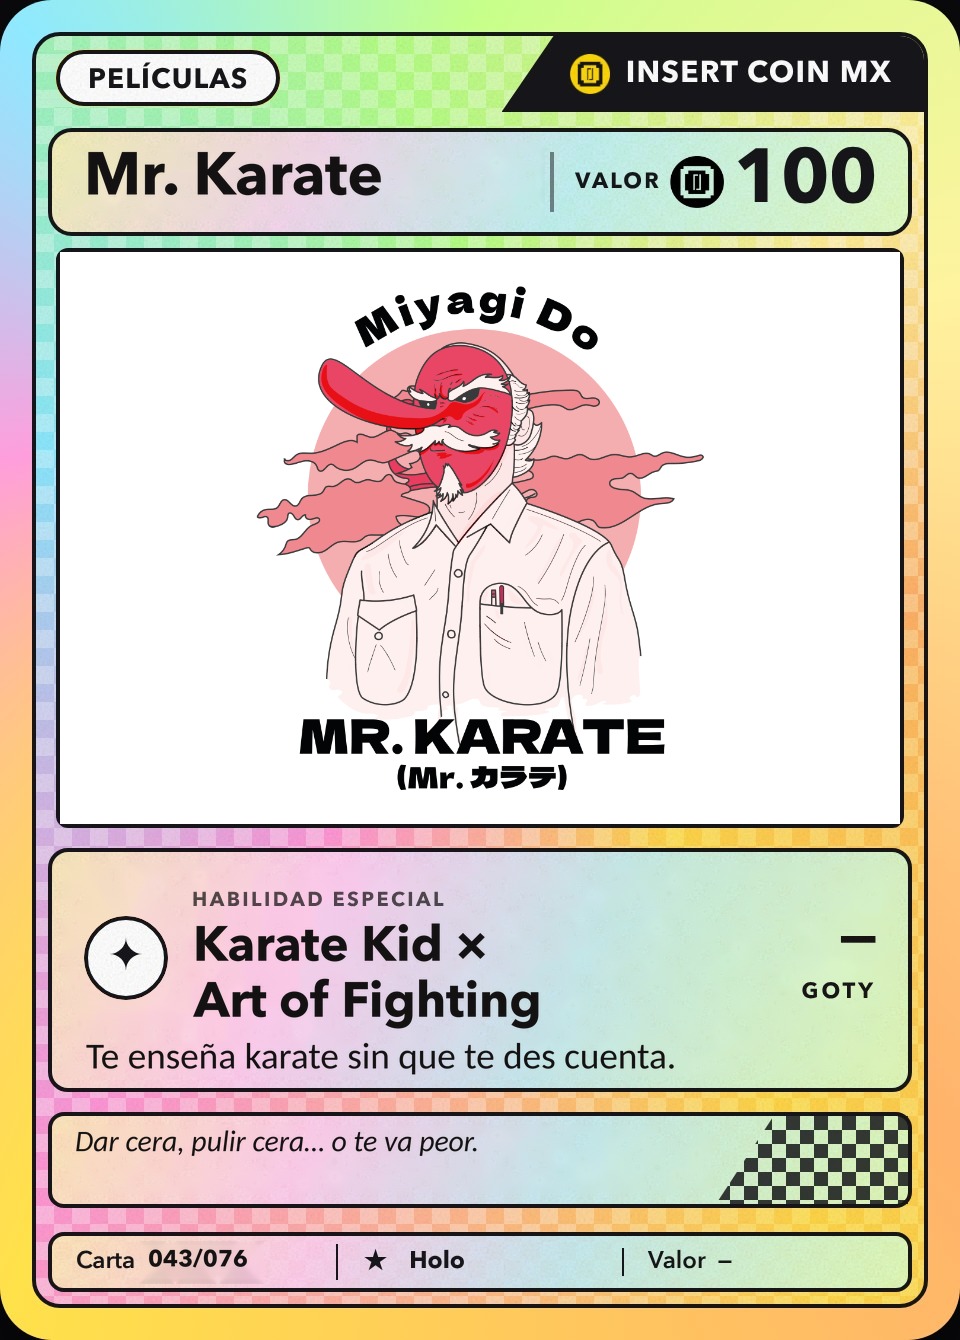 PELÍCULAS
INSERT COIN MX
Mr. Karate
VALOR 100
Miyagi Do
MR. KARATE
(Mr. カラテ)
HABILIDAD ESPECIAL
Karate Kid ×
Art of Fighting
–
GOTY
Te enseña karate sin que te des cuenta.
Dar cera, pulir cera... o te va peor.
Carta 043/076
★ Holo
Valor –